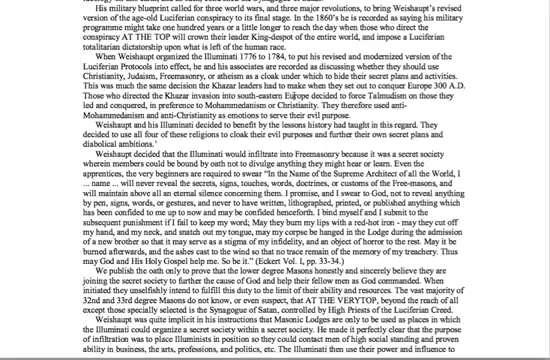 His military blueprint called for three world wars, and three major revolutions, to bring Weishaupt's revised
version of the age-old Luciferian conspiracy to its final stage. In the 1860's he is recorded as saying his military
programme might take one hundred years or a little longer to reach the day when those who direct the
conspiracy AT THE TOP will crown their leader King-despot of the entire world, and impose a Luciferian
totalitarian dictatorship upon what is left of the human race.
When Weishaupt organized the Illuminati 1776 to 1784, to put his revised and modernized version of the
Luciferian Protocols into effect, he and his associates are recorded as discussing whether they should use
Christianity, Judaism, Freemasonry, or atheism as a cloak under which to hide their secret plans and activities.
This was much the same decision the Khazar leaders had to make when they set out to conquer Europe 300 A.D.
Those who directed the Khazar invasion into south-eastern Europe decided to force Talmudism on those they
led and conquered, in preference to Mohammedanism or Christianity. They therefore used anti-
Mohammedanism and anti-Christianity as emotions to serve their evil purpose.
Weishaupt and his Illuminati decided to benefit by the lessons history had taught in this regard. They
decided to use all four of these religions to cloak their evil purposes and further their own secret plans and
diabolical ambitions.'
Weishaupt decided that the Illuminati would infiltrate into Freemasonry because it was a secret society
wherein members could be bound by oath not to divulge anything they might hear or learn. Even the
apprentices, the very beginners are required to swear "In the Name of the Supreme Architect of all the World, I
... name ... will never reveal the secrets, signs, touches, words, doctrines, or customs of the Free-masons, and
will maintain above all an eternal silence concerning them. I promise, and I swear to God, not to reveal anything
by pen, signs, words, or gestures, and never to have written, lithographed, printed, or published anything which
has been confided to me up to now and may be confided henceforth. I bind myself and I submit to the
subsequent punishment if I fail to keep my word; May they burn my lips with a red-hot iron - may they cut off
my hand, and my neck, and snatch out my tongue, may my corpse be hanged in the Lodge during the admission
of a new brother so that it may serve as a stigma of my infidelity, and an object of horror to the rest. May it be
burned afterwards, and the ashes cast to the wind so that no trace remain of the memory of my treachery. Thus
may God and His Holy Gospel help me. So be it." (Eckert Vol. I, pp. 33-34.)
We publish the oath only to prove that the lower degree Masons honestly and sincerely believe they are
joining the secret society to further the cause of God and help their fellow men as God commanded. When
initiated they unselfishly intend to fulfill this duty to the limit of their ability and resources. The vast majority of
32nd and 33rd degree Masons do not know, or even suspect, that AT THE VERYTOP, beyond the reach of all
except those specially selected is the Synagogue of Satan, controlled by High Priests of the Luciferian Creed.
Weishaupt was quite implicit in his instructions that Masonic Lodges are only to be used as places in which
the Illuminati could organize a secret society within a secret society. He made it perfectly clear that the purpose
of infiltration was to place Illuminists in position so they could contact men of high social standing and proven
ability in business, the arts, professions, and politics, etc. The Illuminati then use their power and influence to